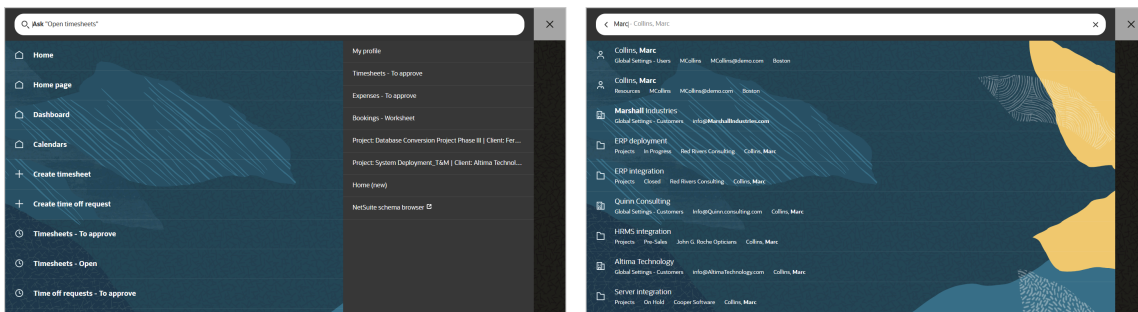 Ask "Open timesheets"
Home
Home page
Dashboard
Calendars
Create timesheet
Create time off request
Timesheets - To approve
Timesheets - Open
Time off requests - To approve
My profile
Timesheets - To approve
Expenses - To approve
Bookings - Worksheet
Project: Database Conversion Project Phase III | Client: Fer...
Project: System Deployment_T&M | Client: Altima Technol...
Home (new)
NetSuite schema browser
Marc - Collins, Marc
Collins, Marc
Global Settings - Users MCollins MCollins@demo.com Boston
Collins, Marc
Resources MCollins MCollins@demo.com Boston
Marshall Industries
Global Settings - Customers info@MarshallIndustries.com
ERP deployment
Projects In Progress Red Rivers Consulting Collins, Marc
ERP integration
Projects Closed Red Rivers Consulting Collins, Marc
Quinn Consulting
Global Settings - Customers Info@Quinn.consulting.com Collins, Marc
HRMS integration
Projects Pre-Sales John G. Roche Opticians Collins, Marc
Altima Technology
Global Settings - Customers info@AltimaTechnology.com Collins, Marc
Server integration
Projects On Hold Cooper Software Collins, Marc